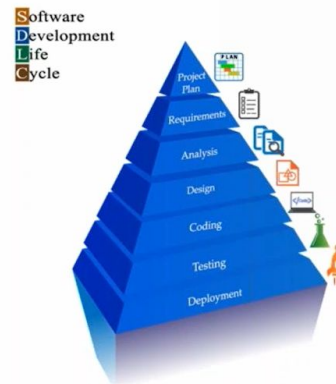 Software
Development
Life
Cycle
PLAN
Project
Plan
Requirements
Analysis
Design
Coding
Testing
Deployment